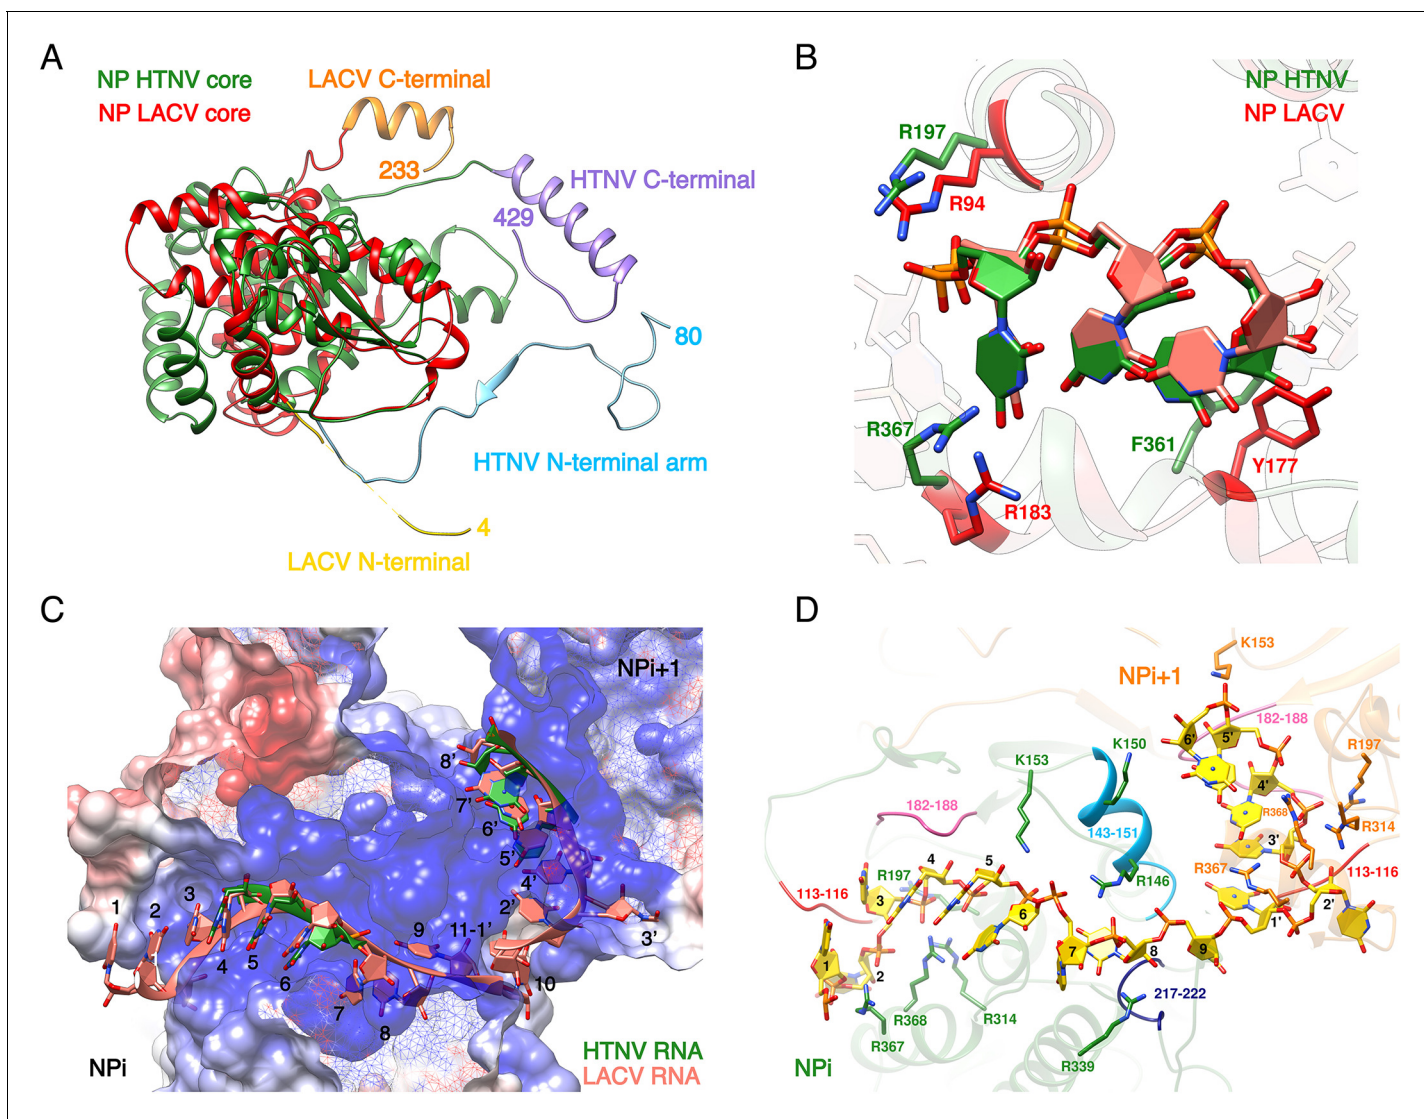 A
NP HTNV core
NP LACV core
LACV C-terminal
233
HTNV C-terminal
429
80
HTNV N-terminal arm
4
LACV N-terminal
B
NP HTNV
NP LACV
R197
R94
R367
F361
Y177
R183
C
NPi+1
8’
7’
6’
5’
4’
3
1
2
2’
9
11-1’
3’
4
5
6
10
7
8
HTNV RNA
LACV RNA
NPi
D
K153
NPi+1
182-188
K150
6’
5’
R197
K153
4’
182-188
R368
143-151
R314
3’
4
5
R197
R146
R367
113-116
113-116
3
6
2’
1’
1
2
7
8
9
217-222
R368
R314
R367
R339
NPi